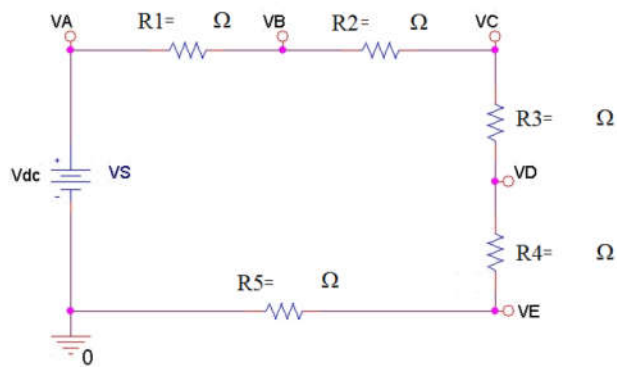 VA R1= Ω VB R2= Ω VC
R3= Ω
Vdc + - VS VD
R4= Ω
R5= Ω
VE
0